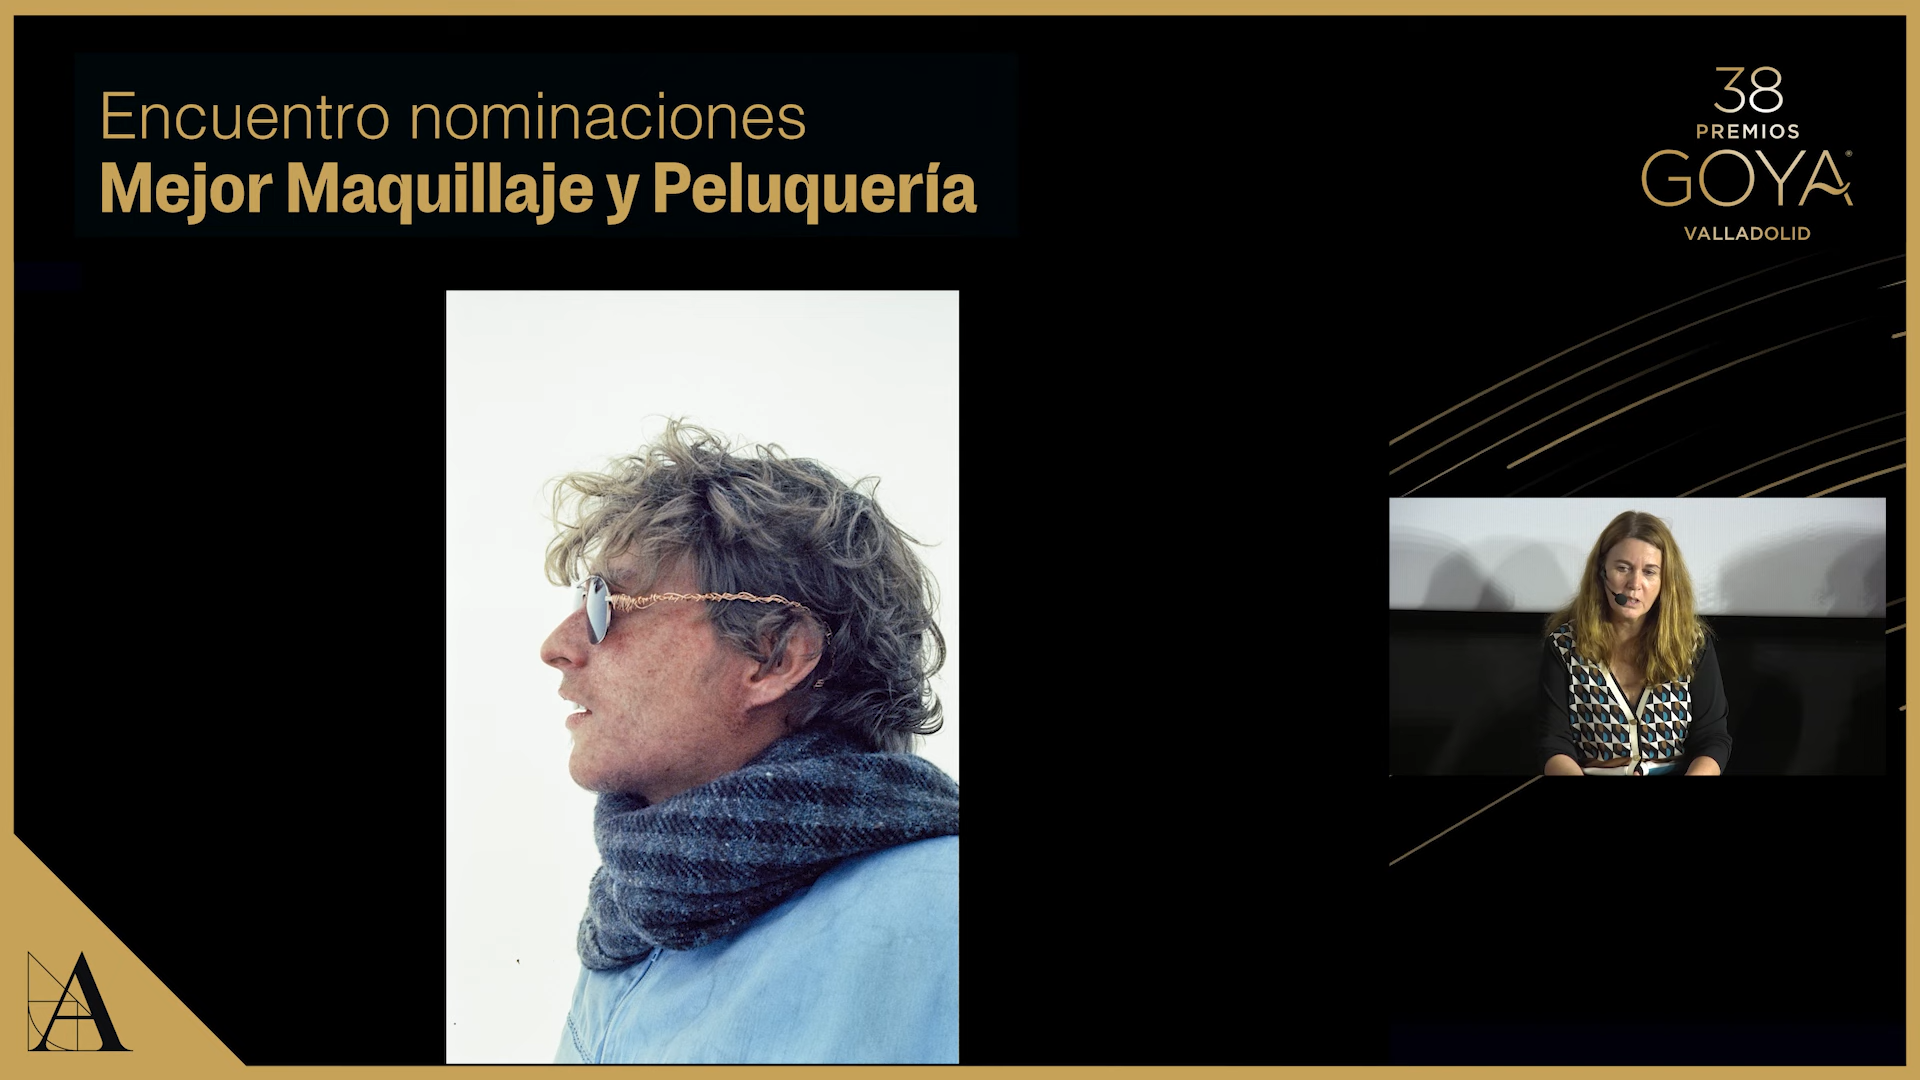 Encuentro nominaciones
Mejor Maquillaje y Peluquería
38
PREMIOS
GOYA®
VALLADOLID
A